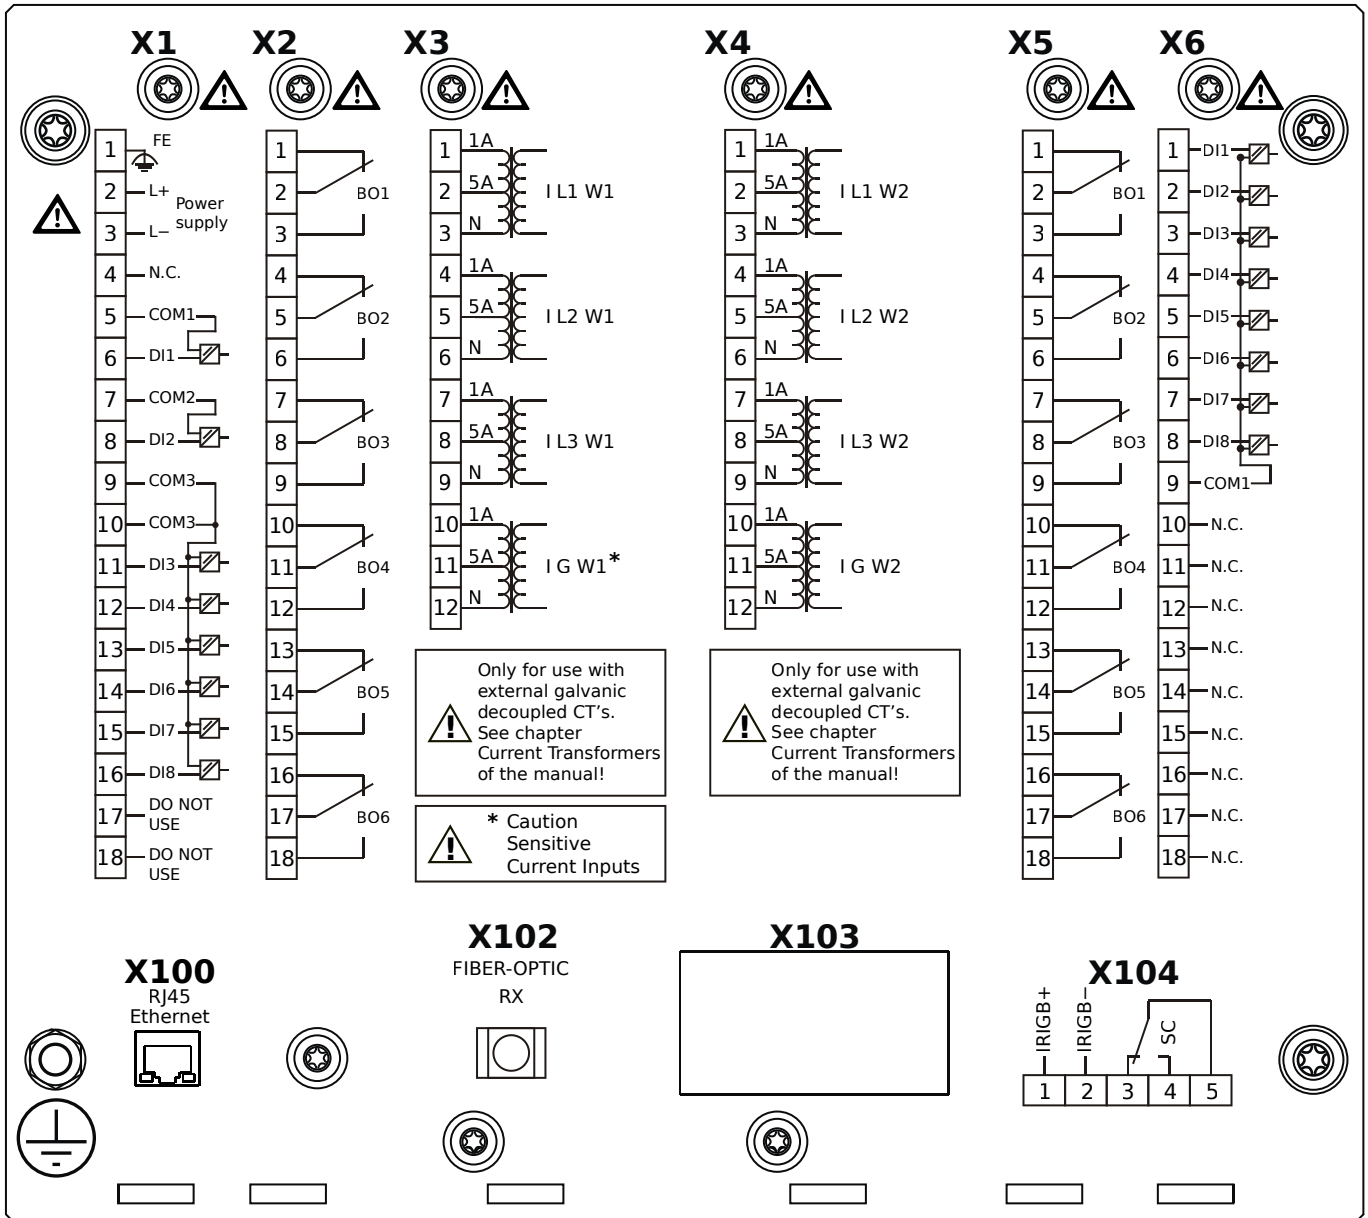 X1
X2
X3
X4
X5
X6
1 FE
2 L+
Power
supply
3 L−
4 N.C.
5 COM1
6 DI1
7 COM2
8 DI2
9 COM3
10 COM3
11 DI3
12 DI4
13 DI5
14 DI6
15 DI7
16 DI8
17 DO NOT
USE
18 DO NOT
USE
1
2 BO1
3
4
5 BO2
6
7
8 BO3
9
10
11 BO4
12
13
14 BO5
15
16
17 BO6
18
1 1A
2 5A I L1 W1
3 N
4 1A
5 5A I L2 W1
6 N
7 1A
8 5A I L3 W1
9 N
10 1A
11 5A I G W1*
12 N
Only for use with
external galvanic
decoupled CT's.
See chapter
Current Transformers
of the manual!
* Caution
Sensitive
Current Inputs
1 1A
2 5A I L1 W2
3 N
4 1A
5 5A I L2 W2
6 N
7 1A
8 5A I L3 W2
9 N
10 1A
11 5A I G W2
12 N
Only for use with
external galvanic
decoupled CT's.
See chapter
Current Transformers
of the manual!
1
2 BO1
3
4
5 BO2
6
7
8 BO3
9
10
11 BO4
12
13
14 BO5
15
16
17 BO6
18
1 DI1
2 DI2
3 DI3
4 DI4
5 DI5
6 DI6
7 DI7
8 DI8
9 COM1
10 N.C.
11 N.C.
12 N.C.
13 N.C.
14 N.C.
15 N.C.
16 N.C.
17 N.C.
18 N.C.
X100
RJ45
Ethernet
X102
FIBER-OPTIC
RX
X103
X104
IRIGB+
IRIGB−
SC
1 2 3 4 5